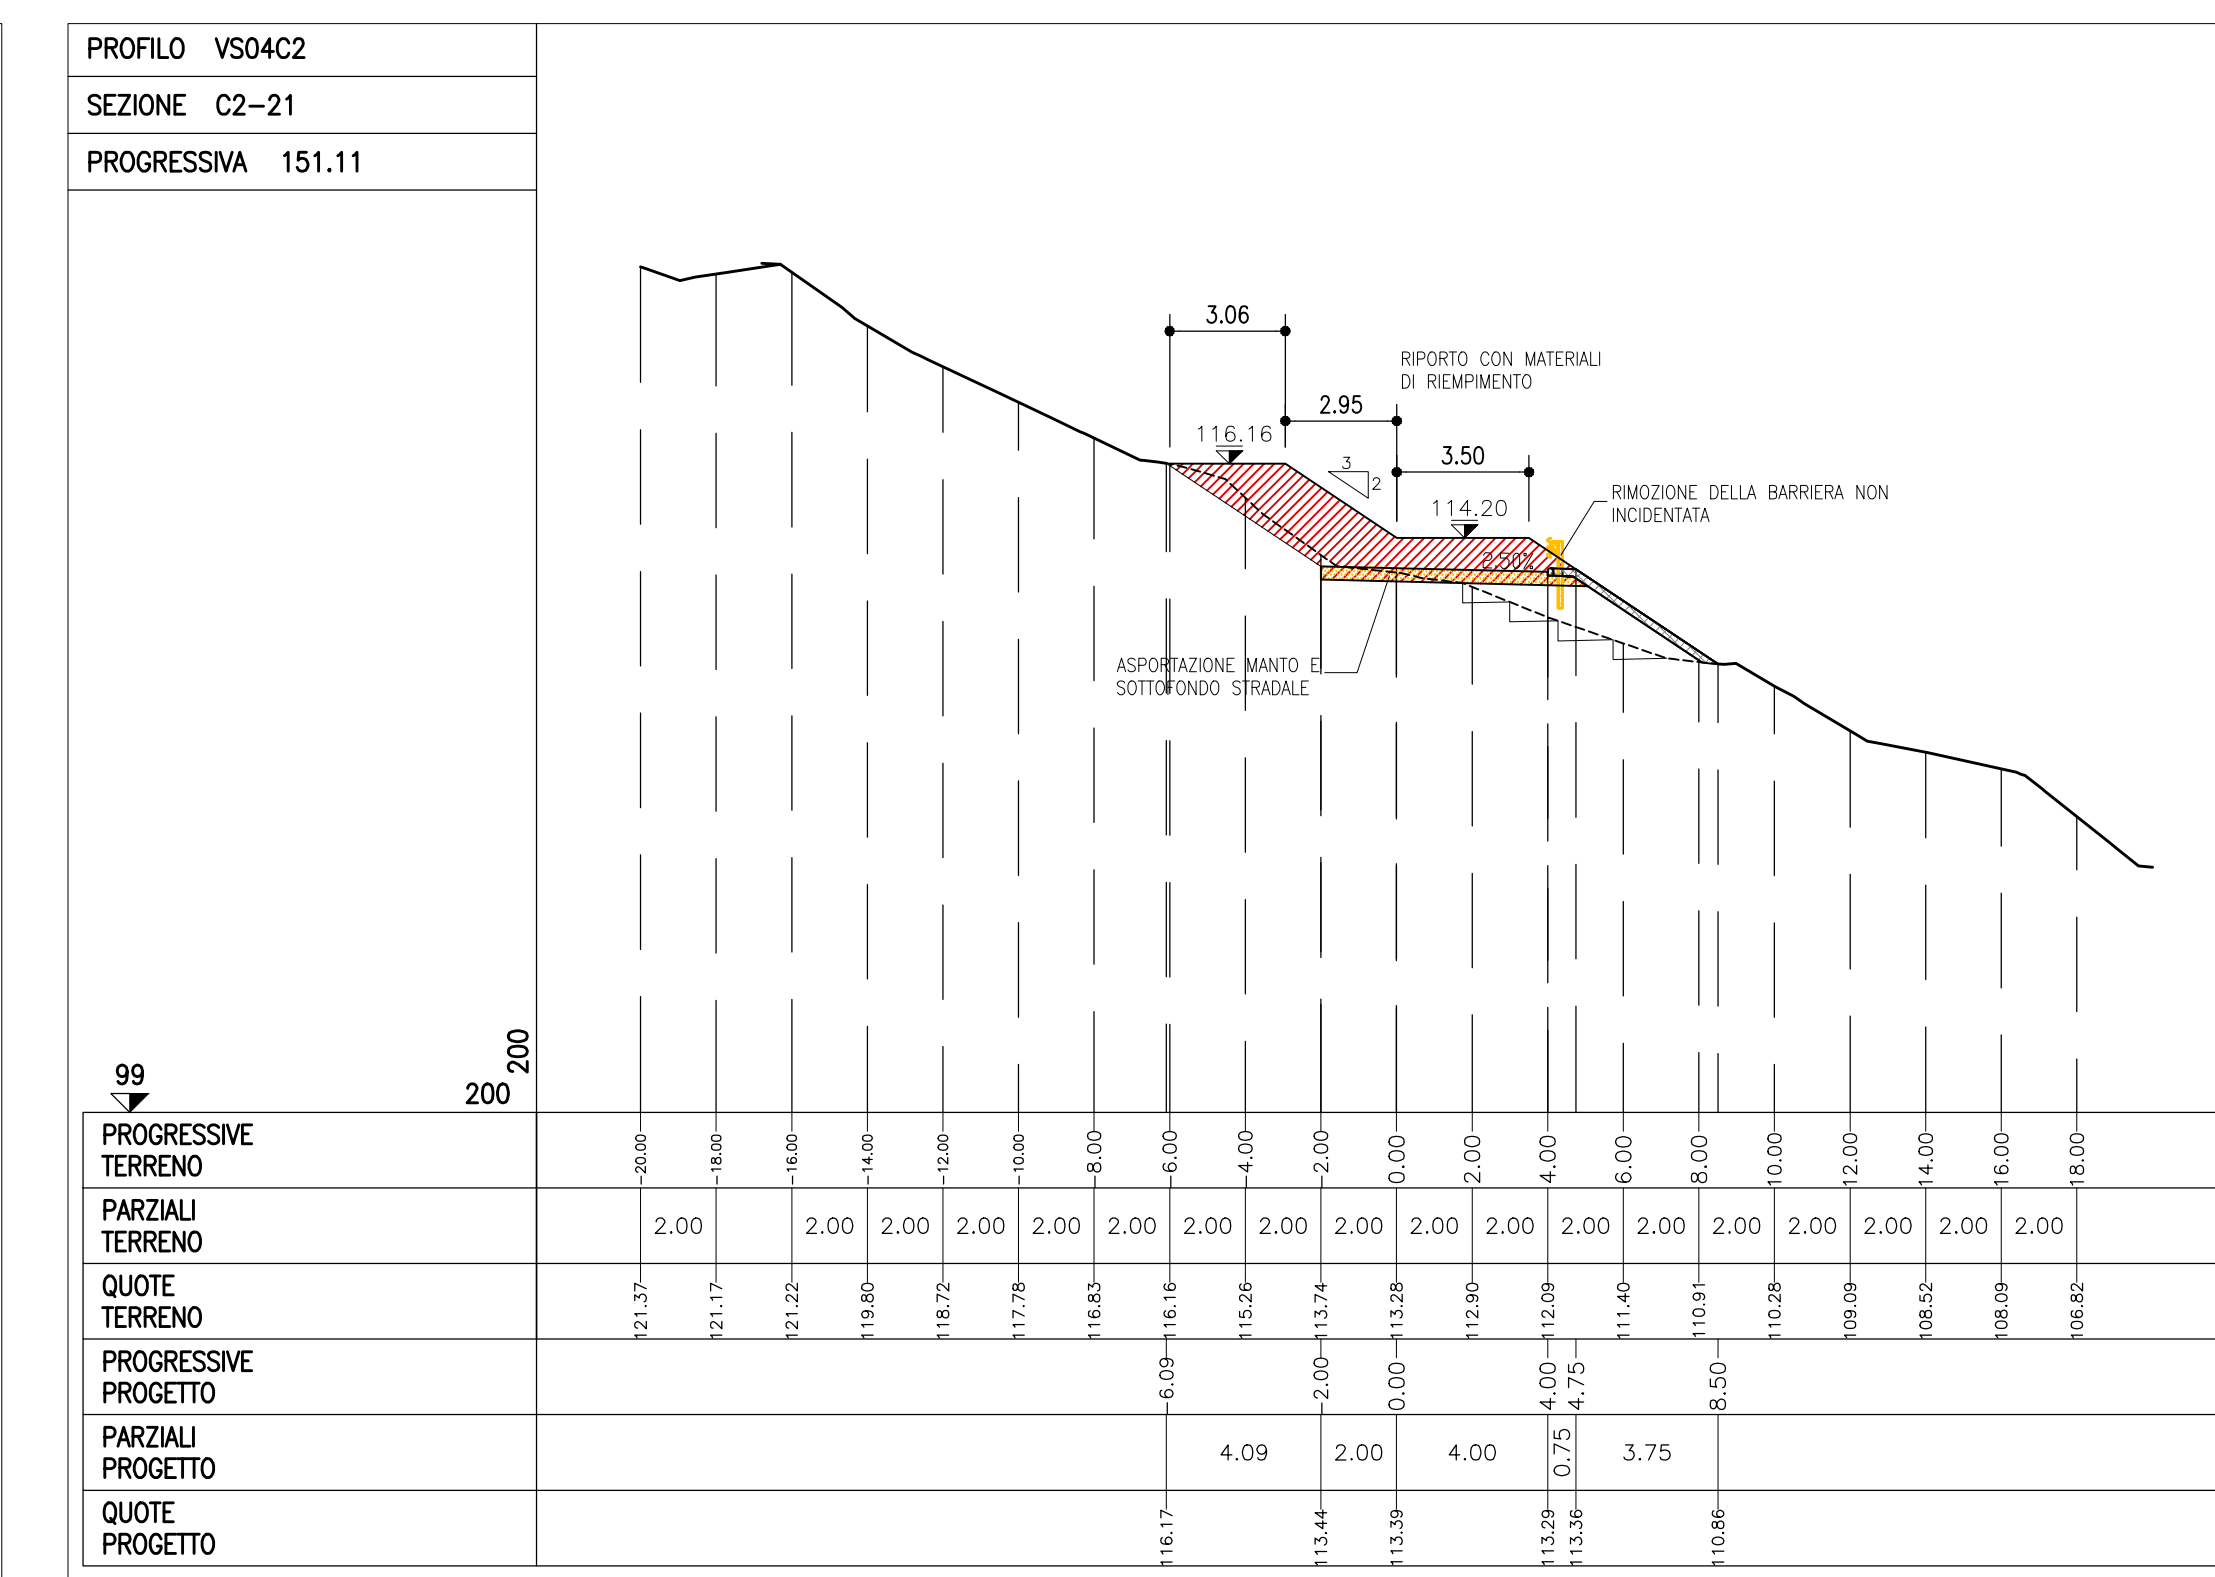 PROFILO VS04C2
SEZIONE C2-21
PROGRESSIVA 151.11
3.06
RIPORTO CON MATERIALI
DI RIEMPIMENTO
2.95
116.16
3.50
3
2
114.20
RIMOZIONE DELLA BARRIERA NON
INCIDENTATA
2.50%
ASPORTAZIONE MANTO E
SOTTOFONDO STRADALE
99
200
200
PROGRESSIVE
TERRENO
-20.00 -18.00 -16.00 -14.00 -12.00 -10.00 -8.00 -6.00 -4.00 -2.00 0.00 2.00 4.00 6.00 8.00 10.00 12.00 14.00 16.00 18.00
PARZIALI
TERRENO
2.00 2.00 2.00 2.00 2.00 2.00 2.00 2.00 2.00 2.00 2.00 2.00 2.00 2.00 2.00 2.00 2.00 2.00
QUOTE
TERRENO
121.37 121.17 121.22 119.80 118.72 117.78 116.83 116.16 115.26 113.74 113.28 112.90 112.09 111.40 110.91 110.28 109.09 108.52 108.09 106.82
PROGRESSIVE
PROGETTO
-6.09 -2.00 0.00 4.00 4.75 8.50
PARZIALI
PROGETTO
4.09 2.00 4.00 0.75 3.75
QUOTE
PROGETTO
116.17 113.44 113.39 113.29 113.36 110.86